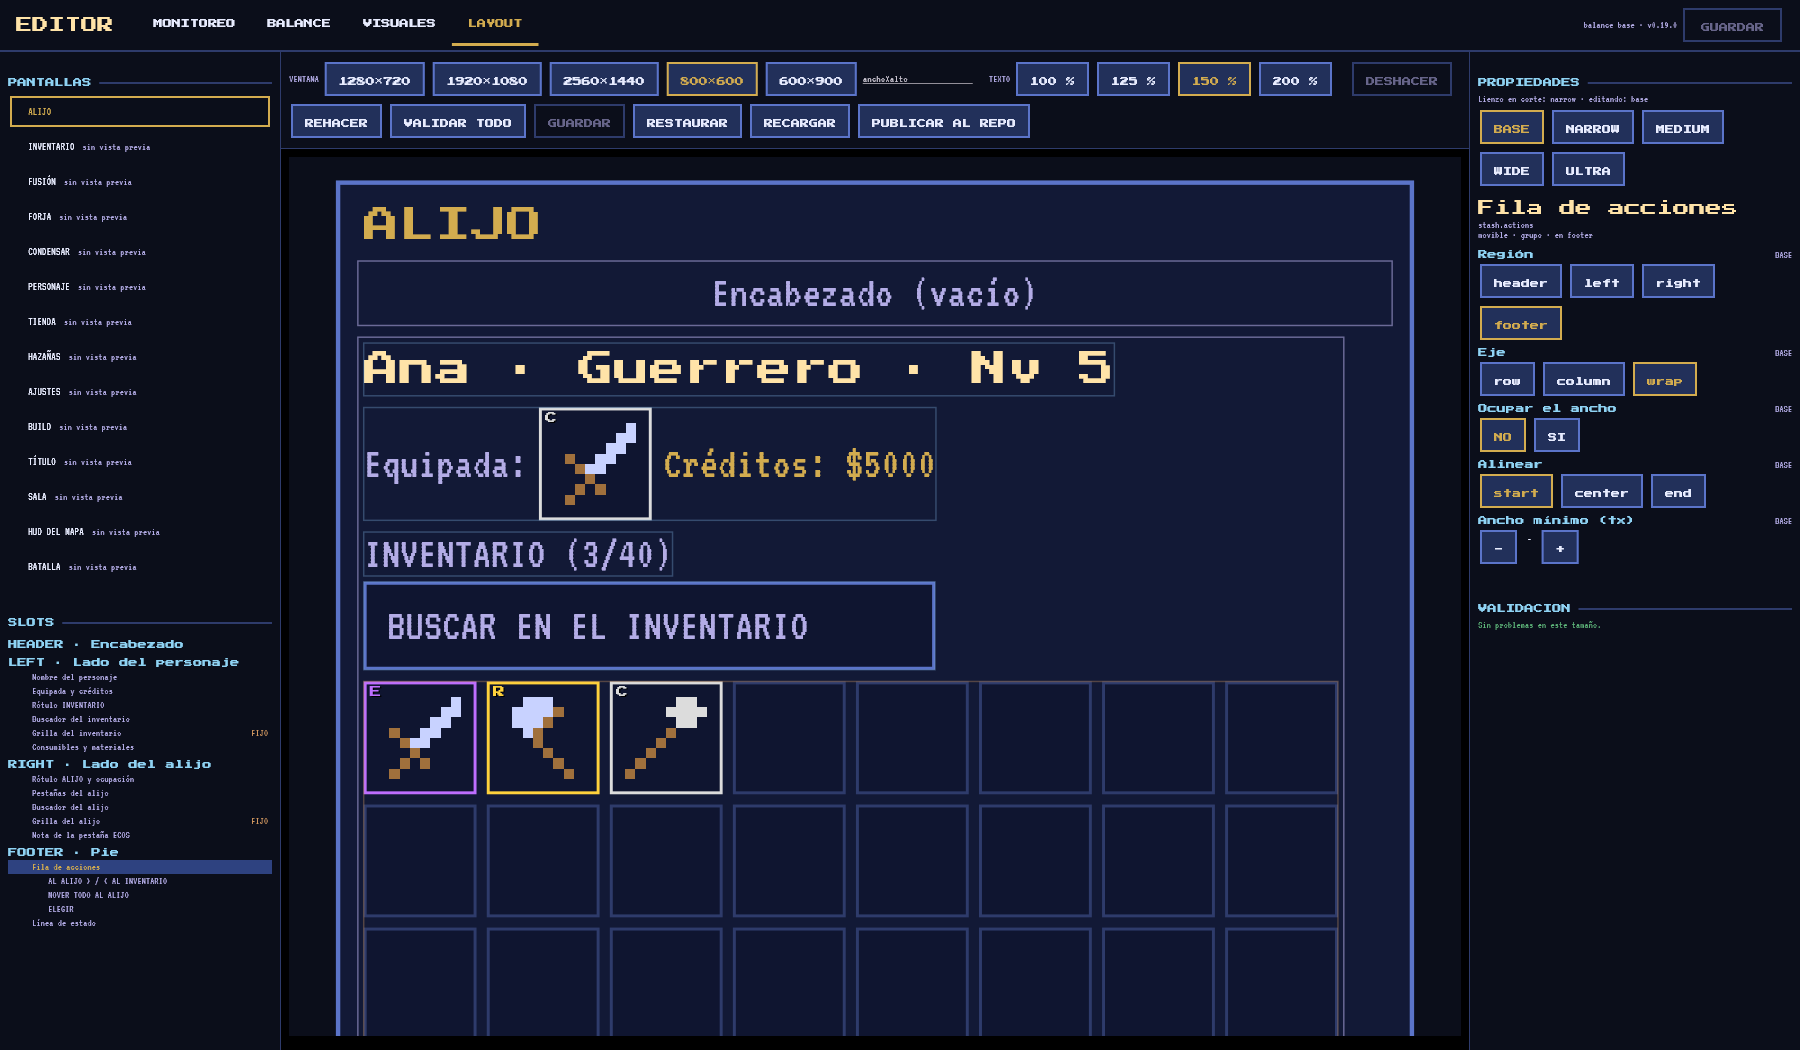 EDITOR MONITOREO BALANCE VISUALES LAYOUT balance base · v0.19.0 GUARDAR
PANTALLAS
ALIJO
INVENTARIO sin vista previa
FUSIÓN sin vista previa
FORJA sin vista previa
CONDENSAR sin vista previa
PERSONAJE sin vista previa
TIENDA sin vista previa
HAZAÑAS sin vista previa
AJUSTES sin vista previa
BUILD sin vista previa
TÍTULO sin vista previa
SALA sin vista previa
HUD DEL MAPA sin vista previa
BATALLA sin vista previa
SLOTS
HEADER · Encabezado
LEFT · Lado del personaje
Nombre del personaje
Equipada y créditos
Rótulo INVENTARIO
Buscador del inventario
Grilla del inventario FIJO
Consumibles y materiales
RIGHT · Lado del alijo
Rótulo ALIJO y ocupación
Pestañas del alijo
Buscador del alijo
Grilla del alijo FIJO
Nota de la pestaña ECOS
FOOTER · Pie
Fila de acciones
AL ALIJO > / < AL INVENTARIO
MOVER TODO AL ALIJO
ELEGIR
Línea de estado
VENTANA 1280×720 1920×1080 2560×1440 800×600 600×900 anchoXalto TEXTO 100 % 125 % 150 % 200 % DESHACER
REHACER VALIDAR TODO GUARDAR RESTAURAR RECARGAR PUBLICAR AL REPO
ALIJO
Encabezado (vacío)
Ana · Guerrero · Nv 5
Equipada: C Créditos: $5000
INVENTARIO (3/40)
BUSCAR EN EL INVENTARIO
E R C
PROPIEDADES
Lienzo en corte: narrow · editando: base
BASE NARROW MEDIUM
WIDE ULTRA
Fila de acciones
stash.actions
movible · grupo · en footer
Región BASE
header left right
footer
Eje BASE
row column wrap
Ocupar el ancho BASE
NO SI
Alinear BASE
start center end
Ancho mínimo (tx) BASE
- · +
VALIDACION
Sin problemas en este tamaño.